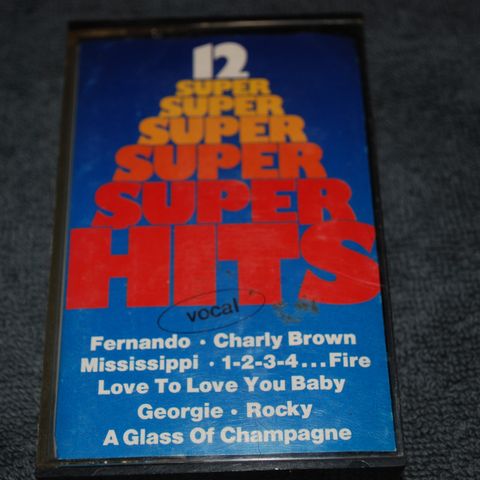 12
SUPER
SUPER
SUPER
SUPER
SUPER
HITS
vocal
Fernando • Charly Brown
Mississippi • 1-2-3-4...Fire
Love To Love You Baby
Georgie • Rocky
A Glass Of Champagne